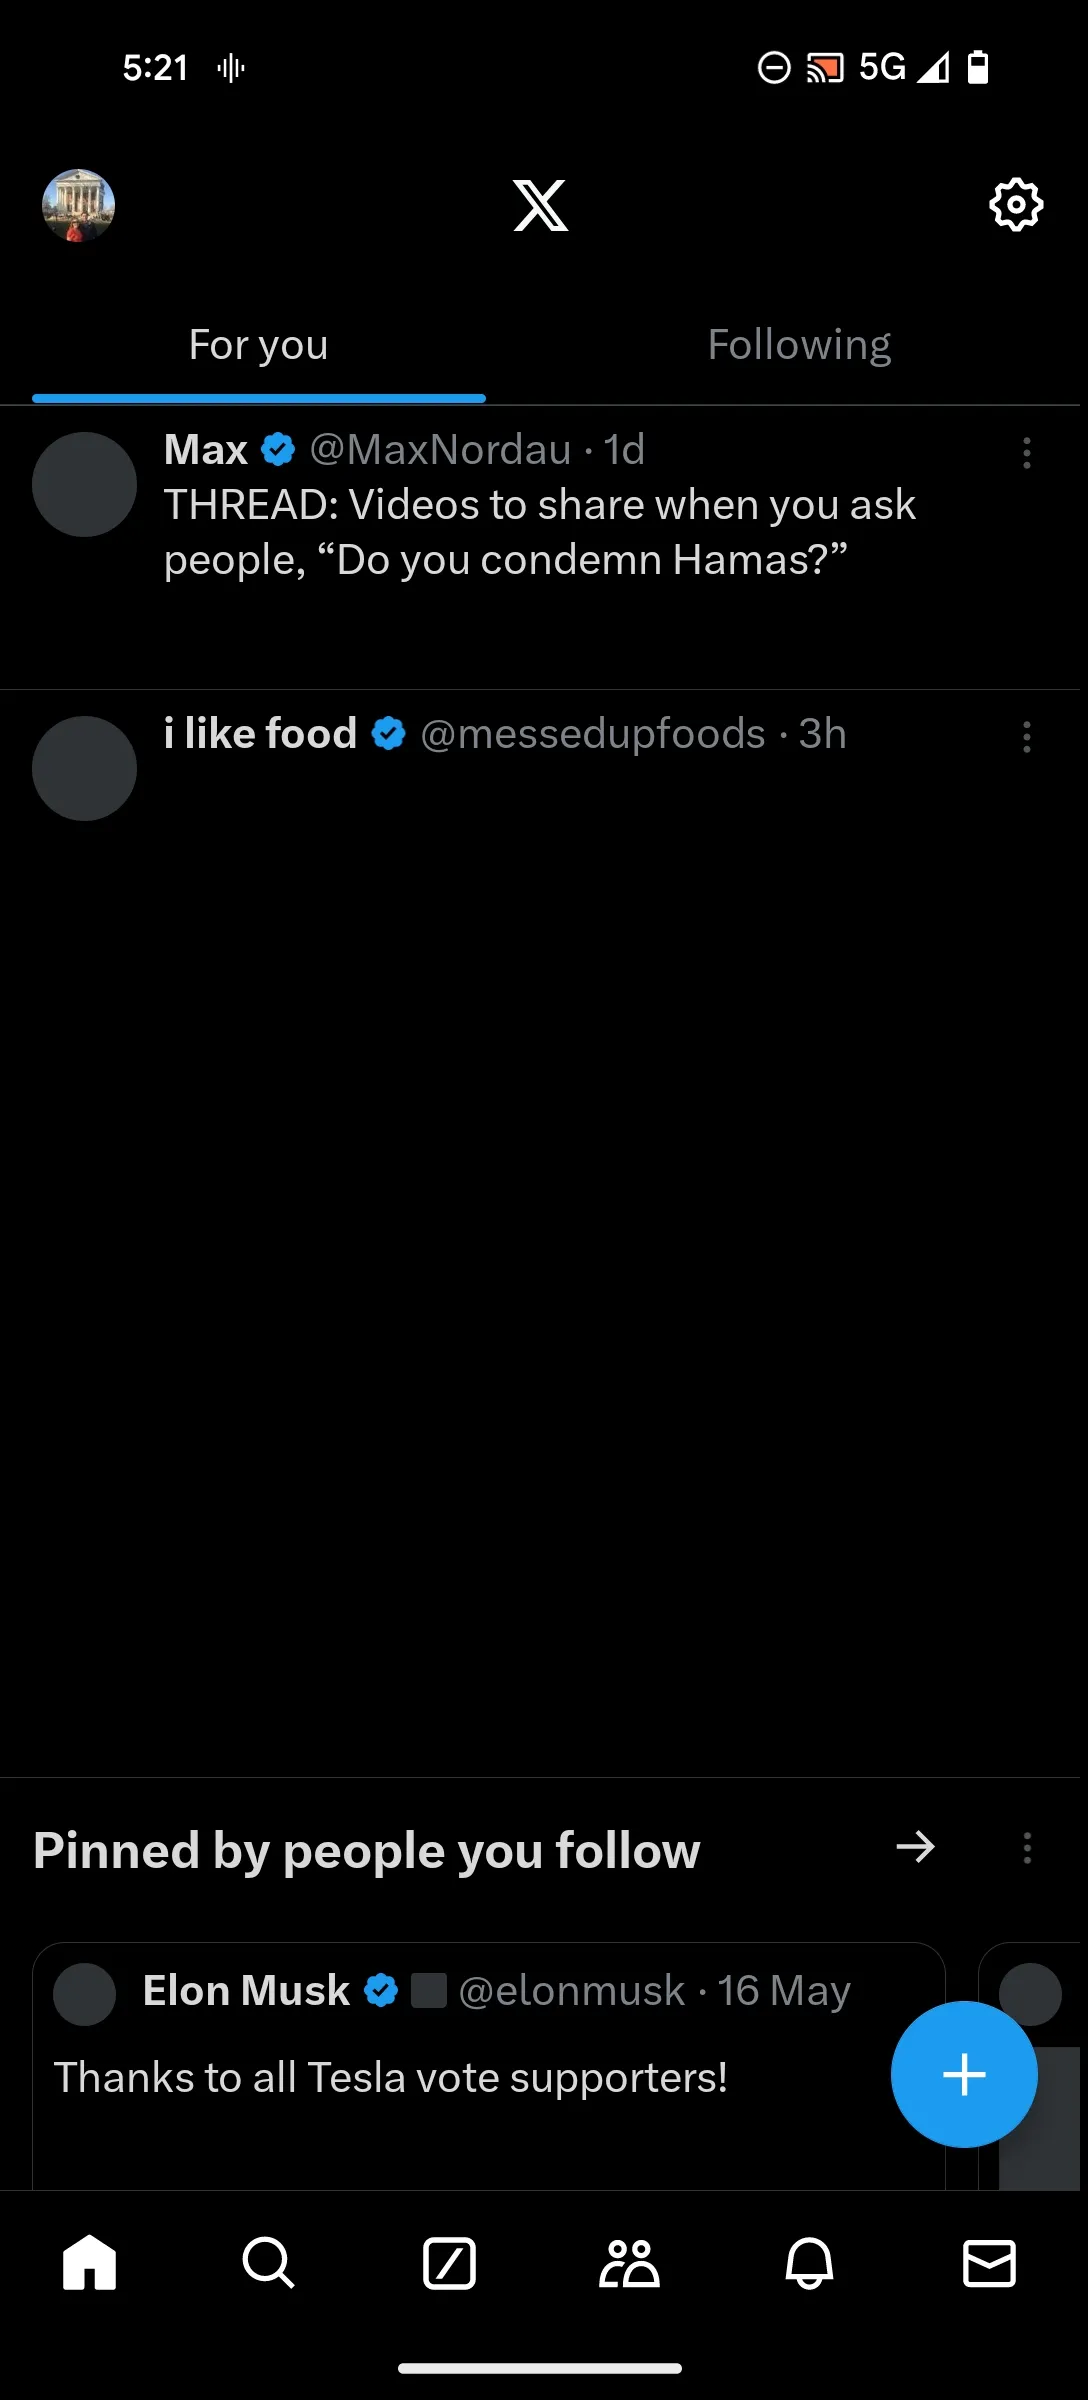 5:21 5G
For you Following
Max @MaxNordau · 1d
THREAD: Videos to share when you ask
people, “Do you condemn Hamas?”
i like food @messedupfoods · 3h
Pinned by people you follow
Elon Musk @elonmusk · 16 May
Thanks to all Tesla vote supporters!